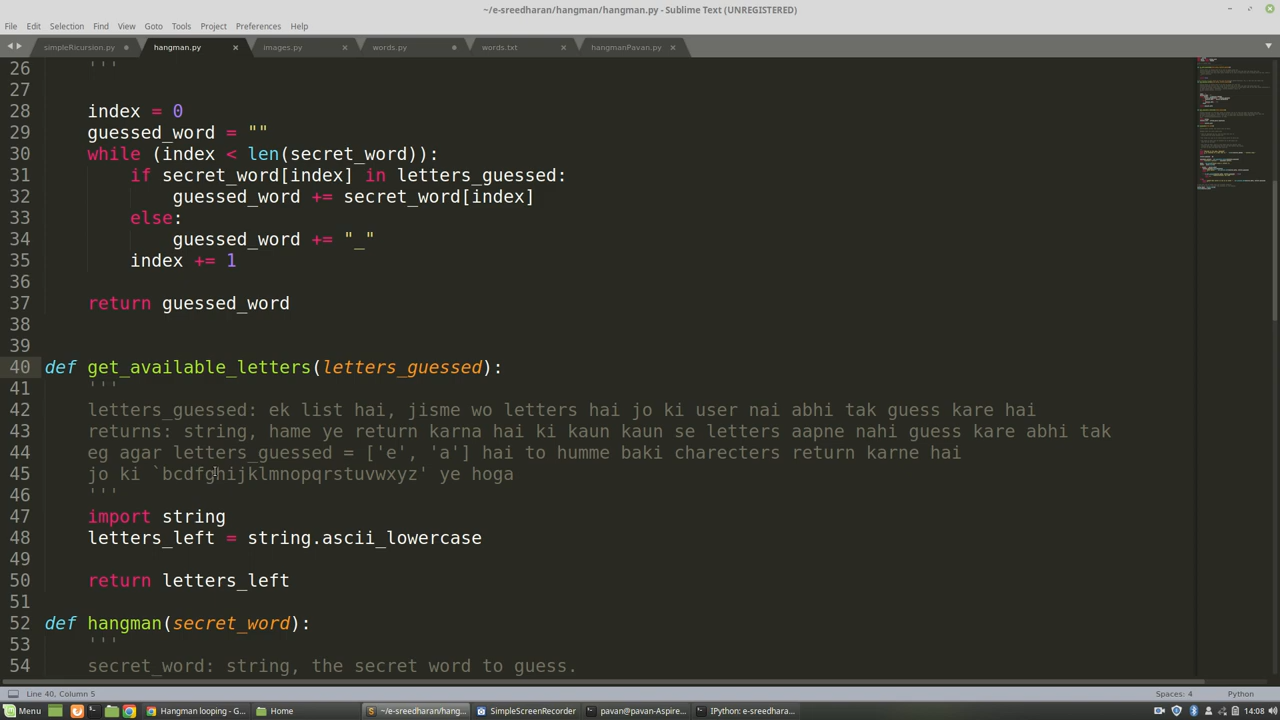 ~/e-sreedharan/hangman/hangman.py - Sublime Text (UNREGISTERED)
File Edit Selection Find View Goto Tools Project Preferences Help
simpleRicursion.py hangman.py images.py words.py words.txt hangmanPavan.py
26 '''
27
28 index = 0
29 guessed_word = ""
30 while (index < len(secret_word)):
31 if secret_word[index] in letters_guessed:
32 guessed_word += secret_word[index]
33 else:
34 guessed_word += "_"
35 index += 1
36
37 return guessed_word
38
39
40 def get_available_letters(letters_guessed):
41 '''
42 letters_guessed: ek list hai, jisme wo letters hai jo ki user nai abhi tak guess kare hai
43 returns: string, hame ye return karna hai ki kaun kaun se letters aapne nahi guess kare abhi tak
44 eg agar letters_guessed = ['e', 'a'] hai to humme baki charecters return karne hai
45 jo ki `bcdfghijklmnopqrstuvwxyz' ye hoga
46 '''
47 import string
48 letters_left = string.ascii_lowercase
49
50 return letters_left
51
52 def hangman(secret_word):
53 '''
54 secret_word: string, the secret word to guess.
Line 40, Column 5 Spaces: 4 Python
Menu Hangman looping - G... Home ~/e-sreedharan/hang... SimpleScreenRecorder pavan@pavan-Aspire... IPython: e-sreedhara... 14:08